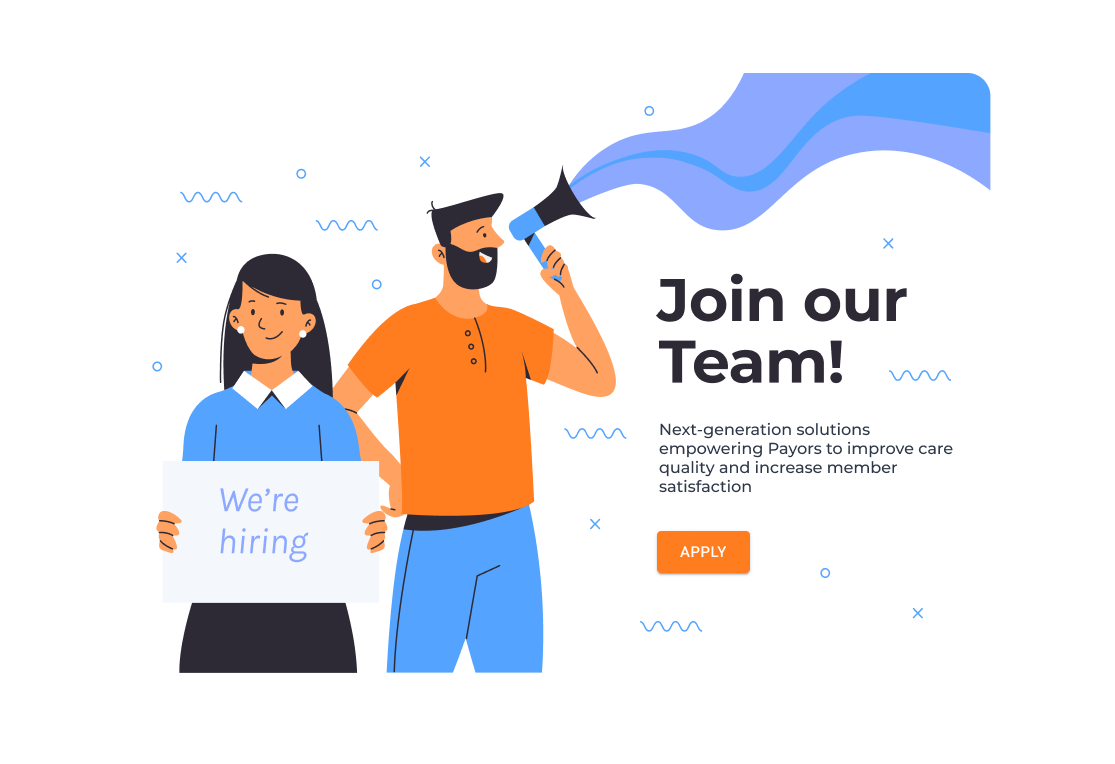 Join our
Team!
Next-generation solutions
empowering Payors to improve care
quality and increase member
satisfaction
APPLY
We're
hiring